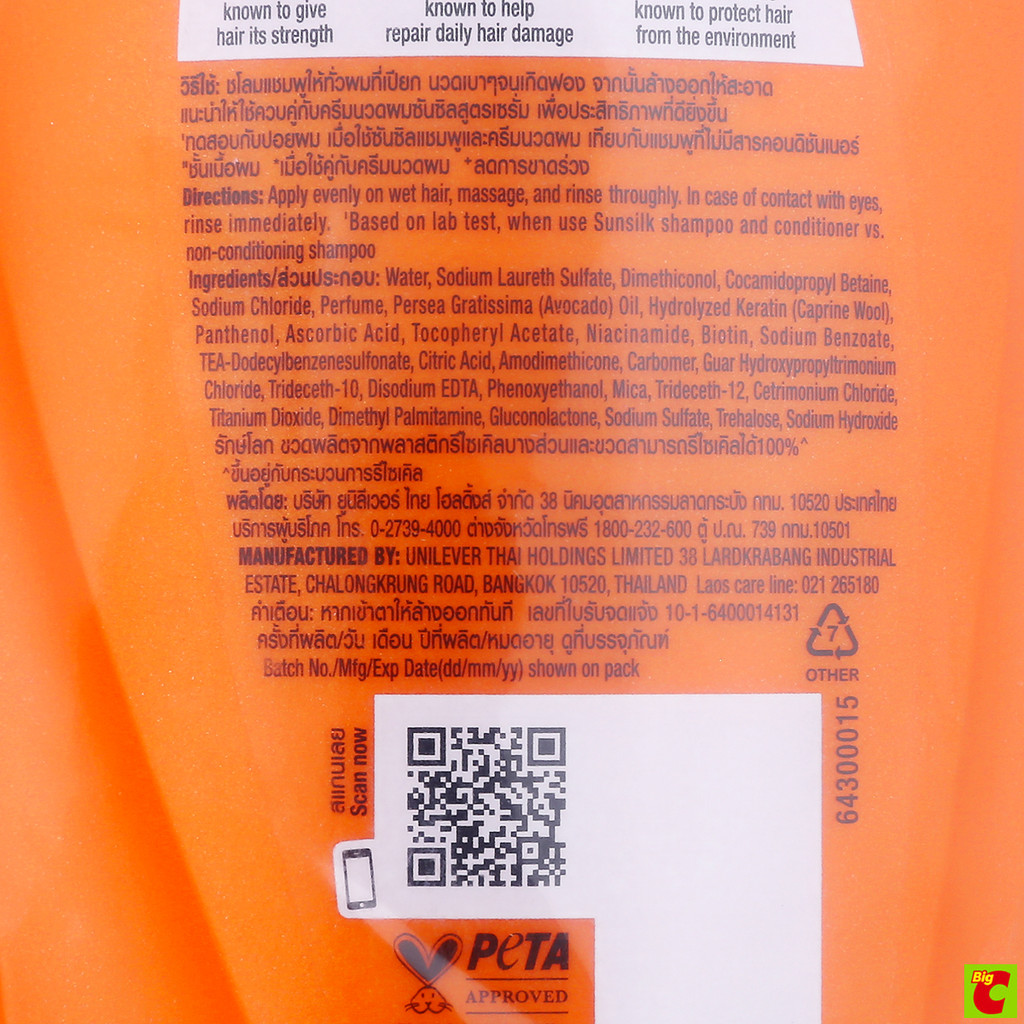 known to give
hair its strength
known to help
repair daily hair damage
known to protect hair
from the environment
วิธีใช้: ชโลมแชมพูให้ทั่วผมที่เปียก นวดเบาๆจนเกิดฟอง จากนั้นล้างออกให้สะอาด
แนะนำให้ใช้ควบคู่กับครีมนวดผมซันซิลสูตรเซรั่ม เพื่อประสิทธิภาพที่ดียิ่งขึ้น
'ทดสอบกับปอยผม เมื่อใช้ซันซิลแชมพูและครีมนวดผม เทียบกับแชมพูที่ไม่มีสารคอนดิชันเนอร์
"ชั้นเนื้อผม *เมื่อใช้คู่กับครีมนวดผม ⁺ลดการขาดร่วง
Directions: Apply evenly on wet hair, massage, and rinse throughly. In case of contact with eyes,
rinse immediately. 'Based on lab test, when use Sunsilk shampoo and conditioner vs.
non-conditioning shampoo
Ingredients/ส่วนประกอบ: Water, Sodium Laureth Sulfate, Dimethiconol, Cocamidopropyl Betaine,
Sodium Chloride, Perfume, Persea Gratissima (Avocado) Oil, Hydrolyzed Keratin (Caprine Wool),
Panthenol, Ascorbic Acid, Tocopheryl Acetate, Niacinamide, Biotin, Sodium Benzoate,
TEA-Dodecylbenzenesulfonate, Citric Acid, Amodimethicone, Carbomer, Guar Hydroxypropyltrimonium
Chloride, Trideceth-10, Disodium EDTA, Phenoxyethanol, Mica, Trideceth-12, Cetrimonium Chloride,
Titanium Dioxide, Dimethyl Palmitamine, Gluconolactone, Sodium Sulfate, Trehalose, Sodium Hydroxide
รักษ์โลก ขวดผลิตจากพลาสติกรีไซเคิลบางส่วนและขวดสามารถรีไซเคิลได้100%^
^ขึ้นอยู่กับกระบวนการรีไซเคิล
ผลิตโดย: บริษัท ยูนิลีเวอร์ ไทย โฮลดิ้งส์ จำกัด 38 นิคมอุตสาหกรรมลาดกระบัง กทม. 10520 ประเทศไทย
บริการผู้บริโภค โทร. 0-2739-4000 ต่างจังหวัดโทรฟรี 1800-232-600 ตู้ ป.ณ. 739 กทม.10501
MANUFACTURED BY: UNILEVER THAI HOLDINGS LIMITED 38 LARDKRABANG INDUSTRIAL
ESTATE, CHALONGKRUNG ROAD, BANGKOK 10520, THAILAND Laos care line: 021 265180
คำเตือน: หากเข้าตาให้ล้างออกทันที เลขที่ใบรับจดแจ้ง 10-1-6400014131
ครั้งที่ผลิต/วัน เดือน ปีที่ผลิต/หมดอายุ ดูที่บรรจุภัณฑ์
Batch No./Mfg/Exp Date(dd/mm/yy) shown on pack
7
OTHER
64300015
สแกนเลย
Scan now
PETA
APPROVED
Big C